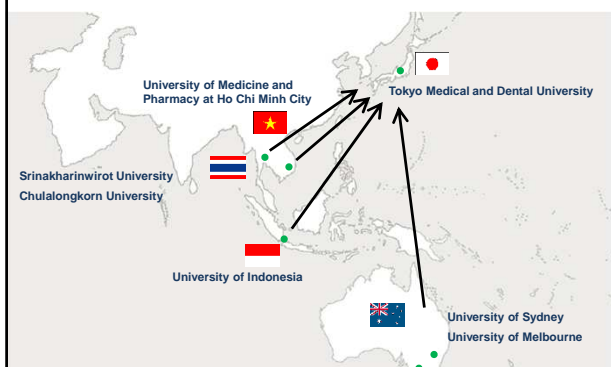 University of Medicine and
Pharmacy at Ho Chi Minh City
Tokyo Medical and Dental University
Srinakharinwirot University
Chulalongkorn University
University of Indonesia
University of Sydney
University of Melbourne